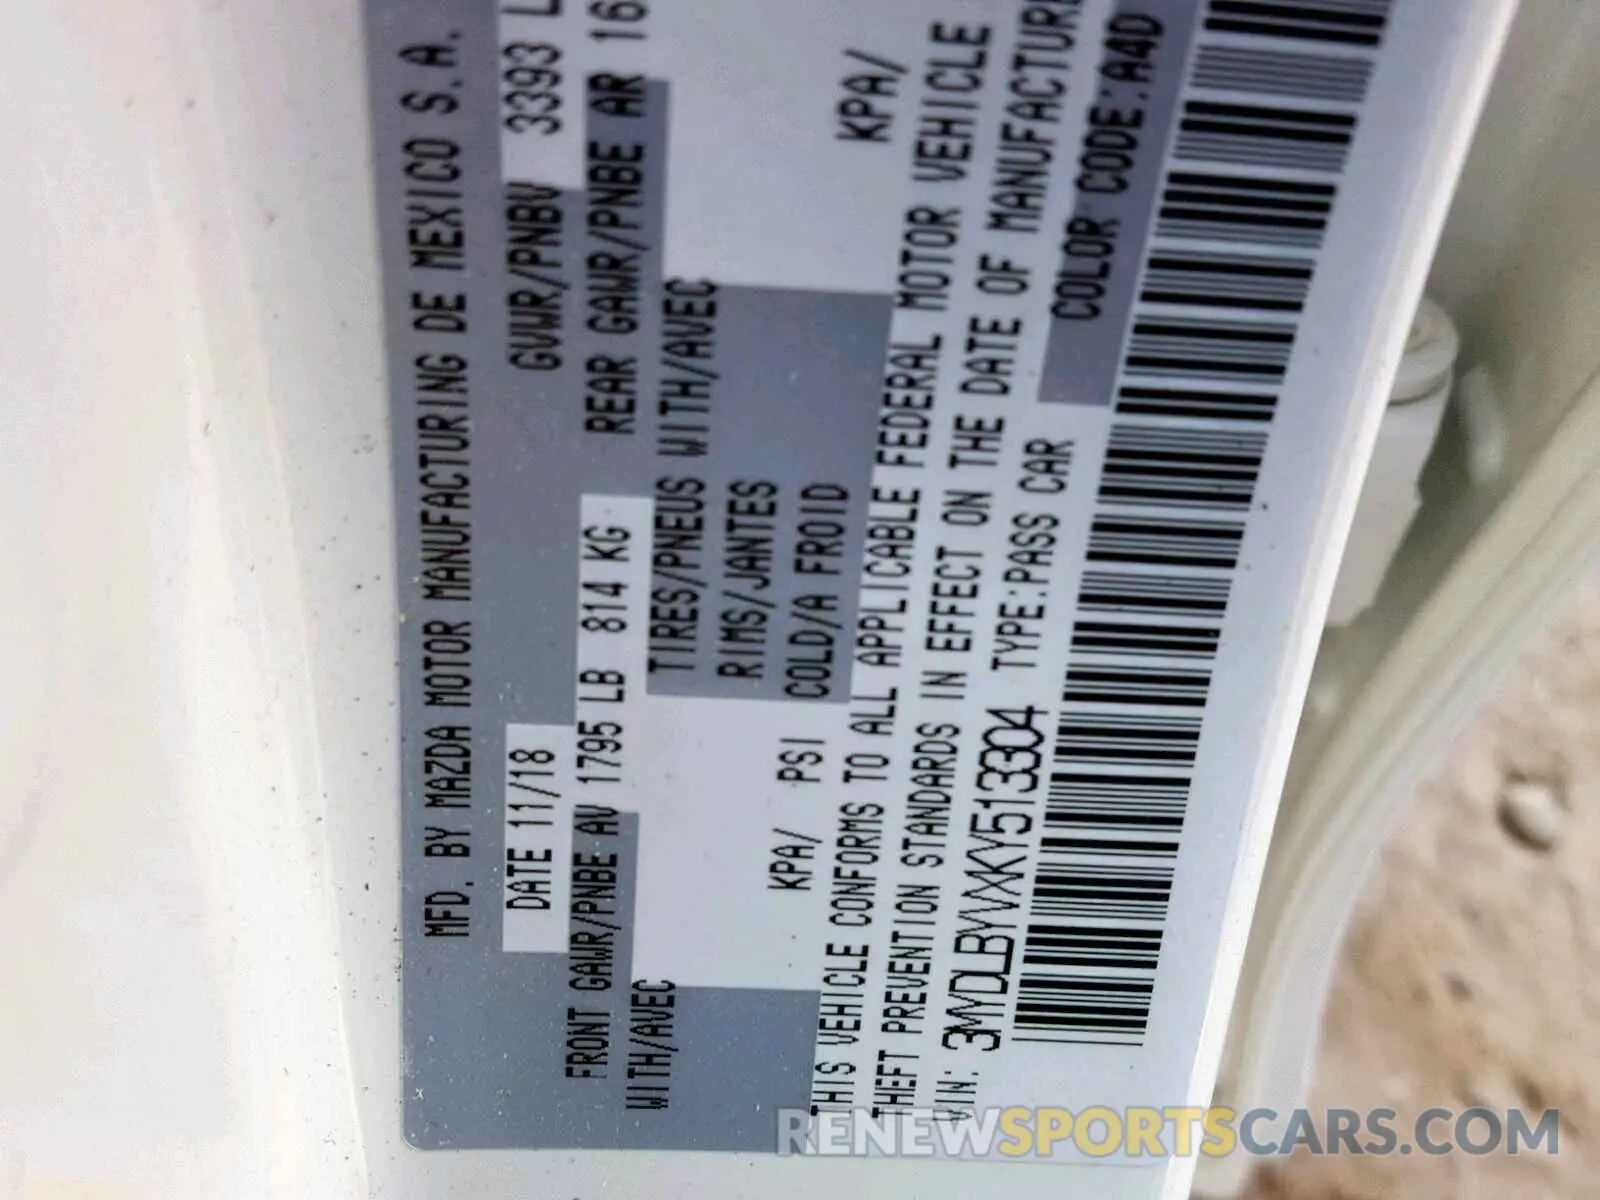 MFD. BY MAZDA MOTOR MANUFACTURING DE MEXICO S.A.
DATE 11/18 GVWR/PNBV 3393 L
FRONT GAWR/PNBE AV 1795 LB 814 KG REAR GAWR/PNBE AR 16
WITH/AVEC TIRES/PNEUS WITH/AVEC
RIMS/JANTES
KPA/ PSI COLD/A FROID KPA/
THIS VEHICLE CONFORMS TO ALL APPLICABLE FEDERAL MOTOR VEHICLE
THEFT PREVENTION STANDARDS IN EFFECT ON THE DATE OF MANUFACTURE
VIN: 3MYDLBYVXKY513304 TYPE:PASS CAR COLOR CODE:A4D
RENEWSPORTSCARS.COM